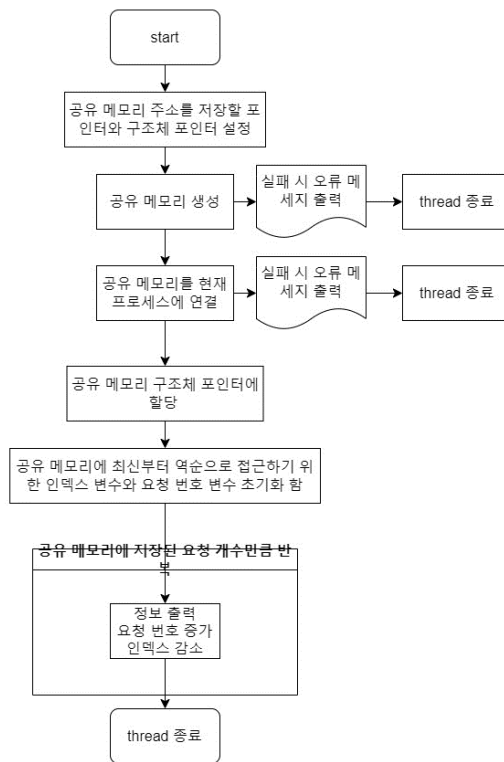 start
공유 메모리 주소를 저장할 포
인터와 구조체 포인터 설정
공유 메모리 생성
실패 시 오류 메
세지 출력
thread 종료
공유 메모리를 현재
프로세스에 연결
실패 시 오류 메
세지 출력
thread 종료
공유 메모리 구조체 포인터에
할당
공유 메모리에 최신부터 역순으로 접근하기 위
한 인덱스 변수와 요청 번호 변수 초기화 함
공유 메모리에 저장된 요청 개수만큼 반
복
정보 출력
요청 번호 증가
인덱스 감소
thread 종료